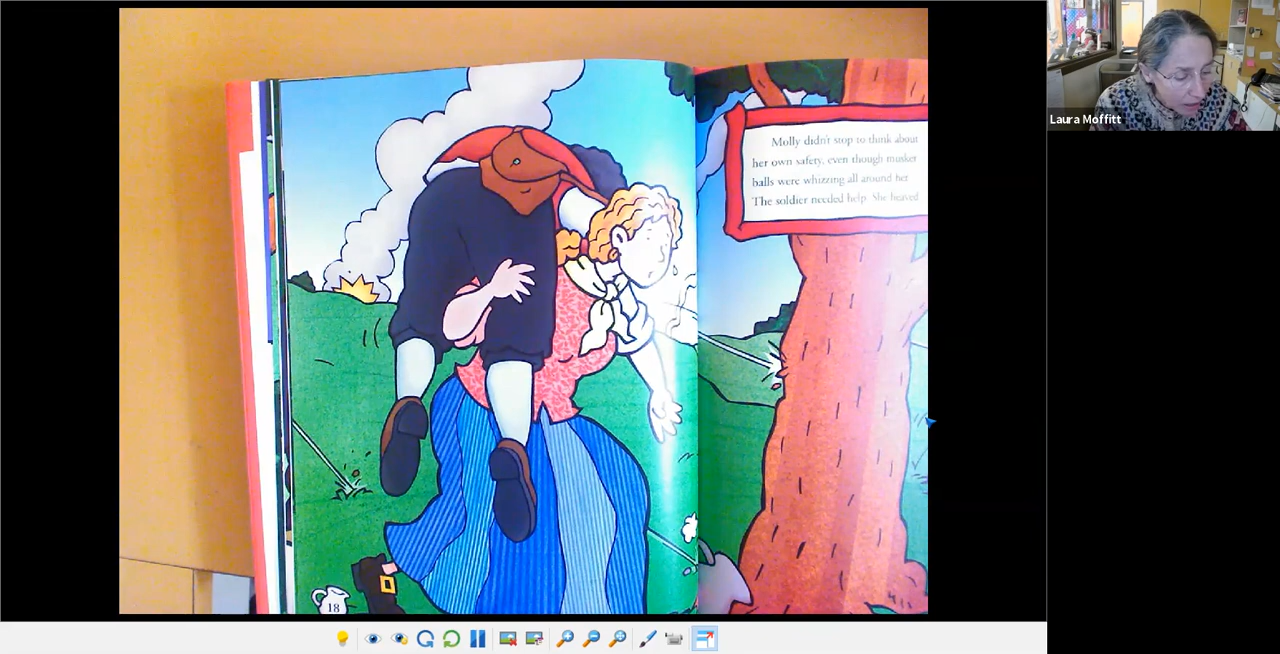 Molly didn't stop to think about
her own safety, even though musket
balls were whizzing all around her.
The soldier needed help. She heaved
18
Laura Moffitt